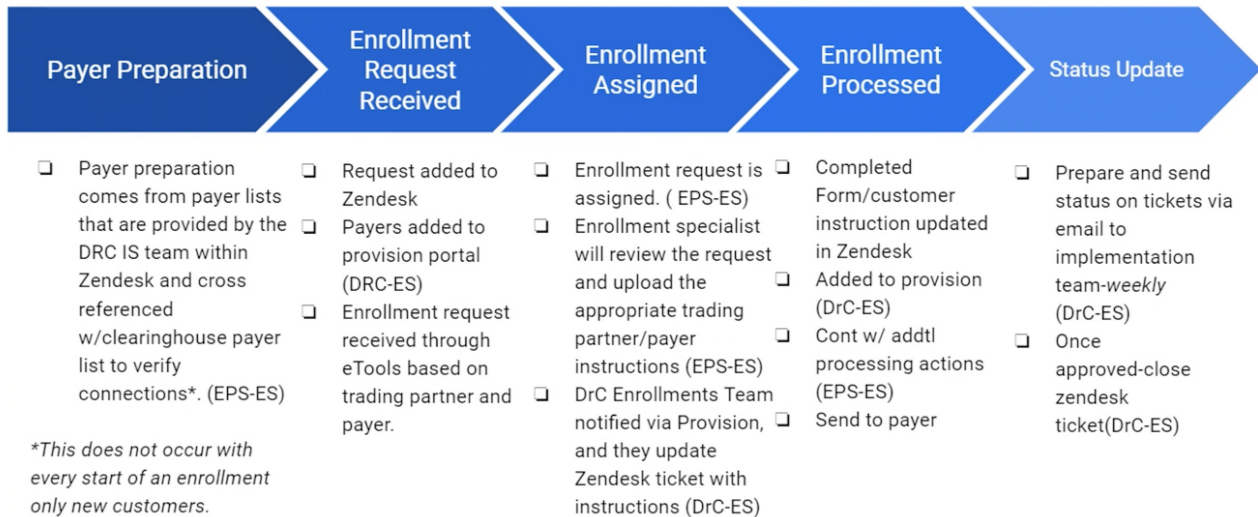 Payer Preparation
Enrollment
Request
Received
Enrollment
Assigned
Enrollment
Processed
Status Update
❏ Payer preparation
comes from payer lists
that are provided by the
DRC IS team within
Zendesk and cross
referenced
w/clearinghouse payer
list to verify
connections*. (EPS-ES)
*This does not occur with
every start of an enrollment
only new customers.
❏ Request added to
Zendesk
❏ Payers added to
provision portal
(DRC-ES)
❏ Enrollment request
received through
eTools based on
trading partner and
payer.
❏ Enrollment request is
assigned. ( EPS-ES)
❏ Enrollment specialist
will review the request
and upload the
appropriate trading
partner/payer
instructions (EPS-ES)
❏ DrC Enrollments Team
notified via Provision,
and they update
Zendesk ticket with
instructions (DrC-ES)
❏ Completed
Form/customer
instruction updated
in Zendesk
❏ Added to provision
(DrC-ES)
❏ Cont w/ addtl
processing actions
(EPS-ES)
❏ Send to payer
❏ Prepare and send
status on tickets via
email to
implementation
team-weekly
(DrC-ES)
❏ Once
approved-close
zendesk
ticket(DrC-ES)